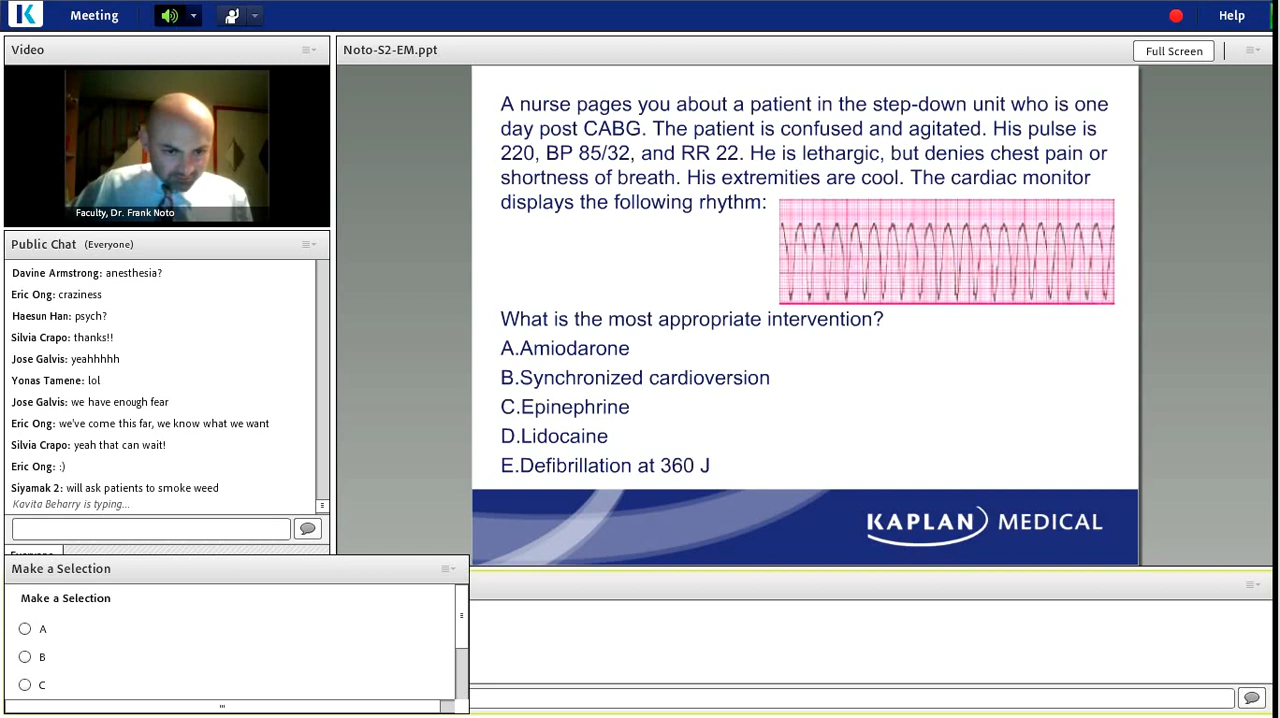 Meeting
Help
Video
Faculty, Dr. Frank Noto
Public Chat (Everyone)
Davine Armstrong: anesthesia?
Eric Ong: craziness
Haesun Han: psych?
Silvia Crapo: thanks!!
Jose Galvis: yeahhhhh
Yonas Tamene: lol
Jose Galvis: we have enough fear
Eric Ong: we've come this far, we know what we want
Silvia Crapo: yeah that can wait!
Eric Ong: :)
Siyamak 2: will ask patients to smoke weed
Kavita Beharry is typing...
Everyone
Make a Selection
Make a Selection
A
B
C
Noto-S2-EM.ppt
Full Screen
A nurse pages you about a patient in the step-down unit who is one
day post CABG. The patient is confused and agitated. His pulse is
220, BP 85/32, and RR 22. He is lethargic, but denies chest pain or
shortness of breath. His extremities are cool. The cardiac monitor
displays the following rhythm:
What is the most appropriate intervention?
A.Amiodarone
B.Synchronized cardioversion
C.Epinephrine
D.Lidocaine
E.Defibrillation at 360 J
KAPLAN MEDICAL